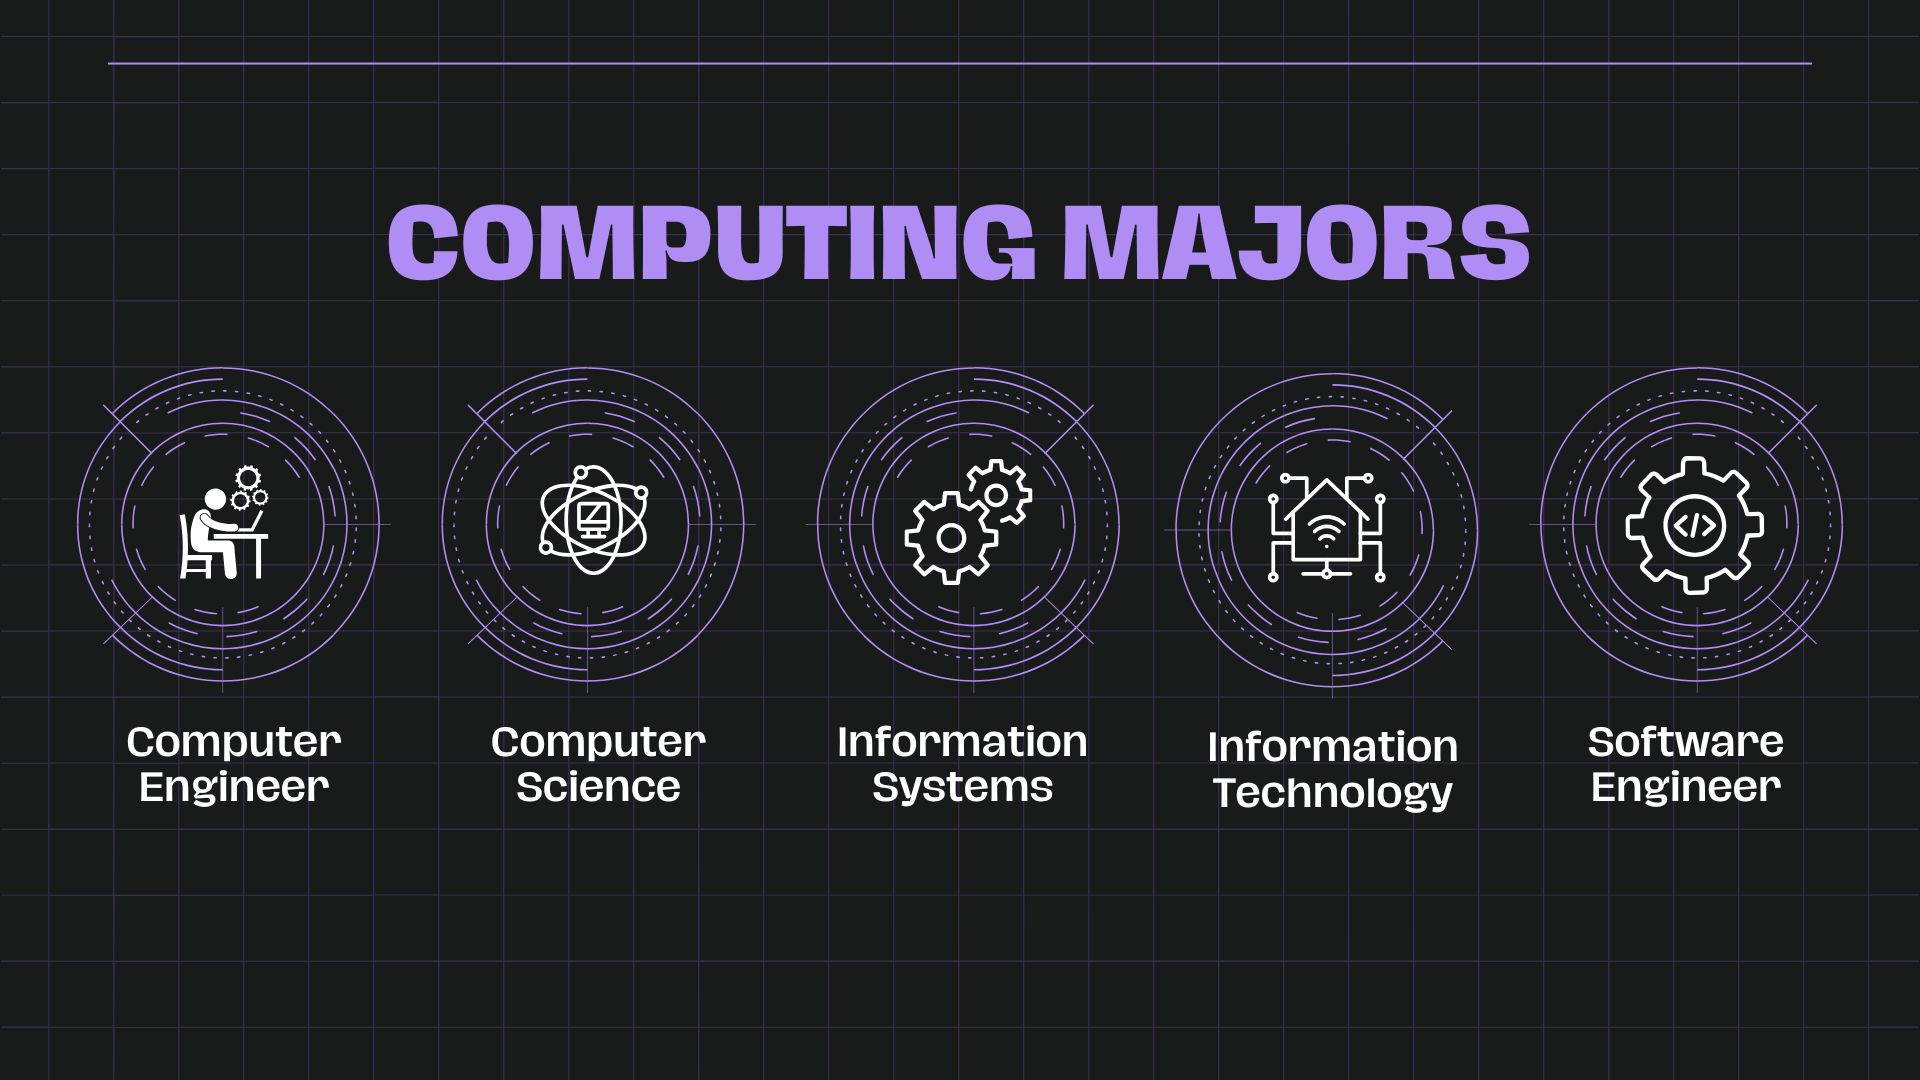 COMPUTING MAJORS
Computer
Engineer
Computer
Science
Information
Systems
Information
Technology
Software
Engineer